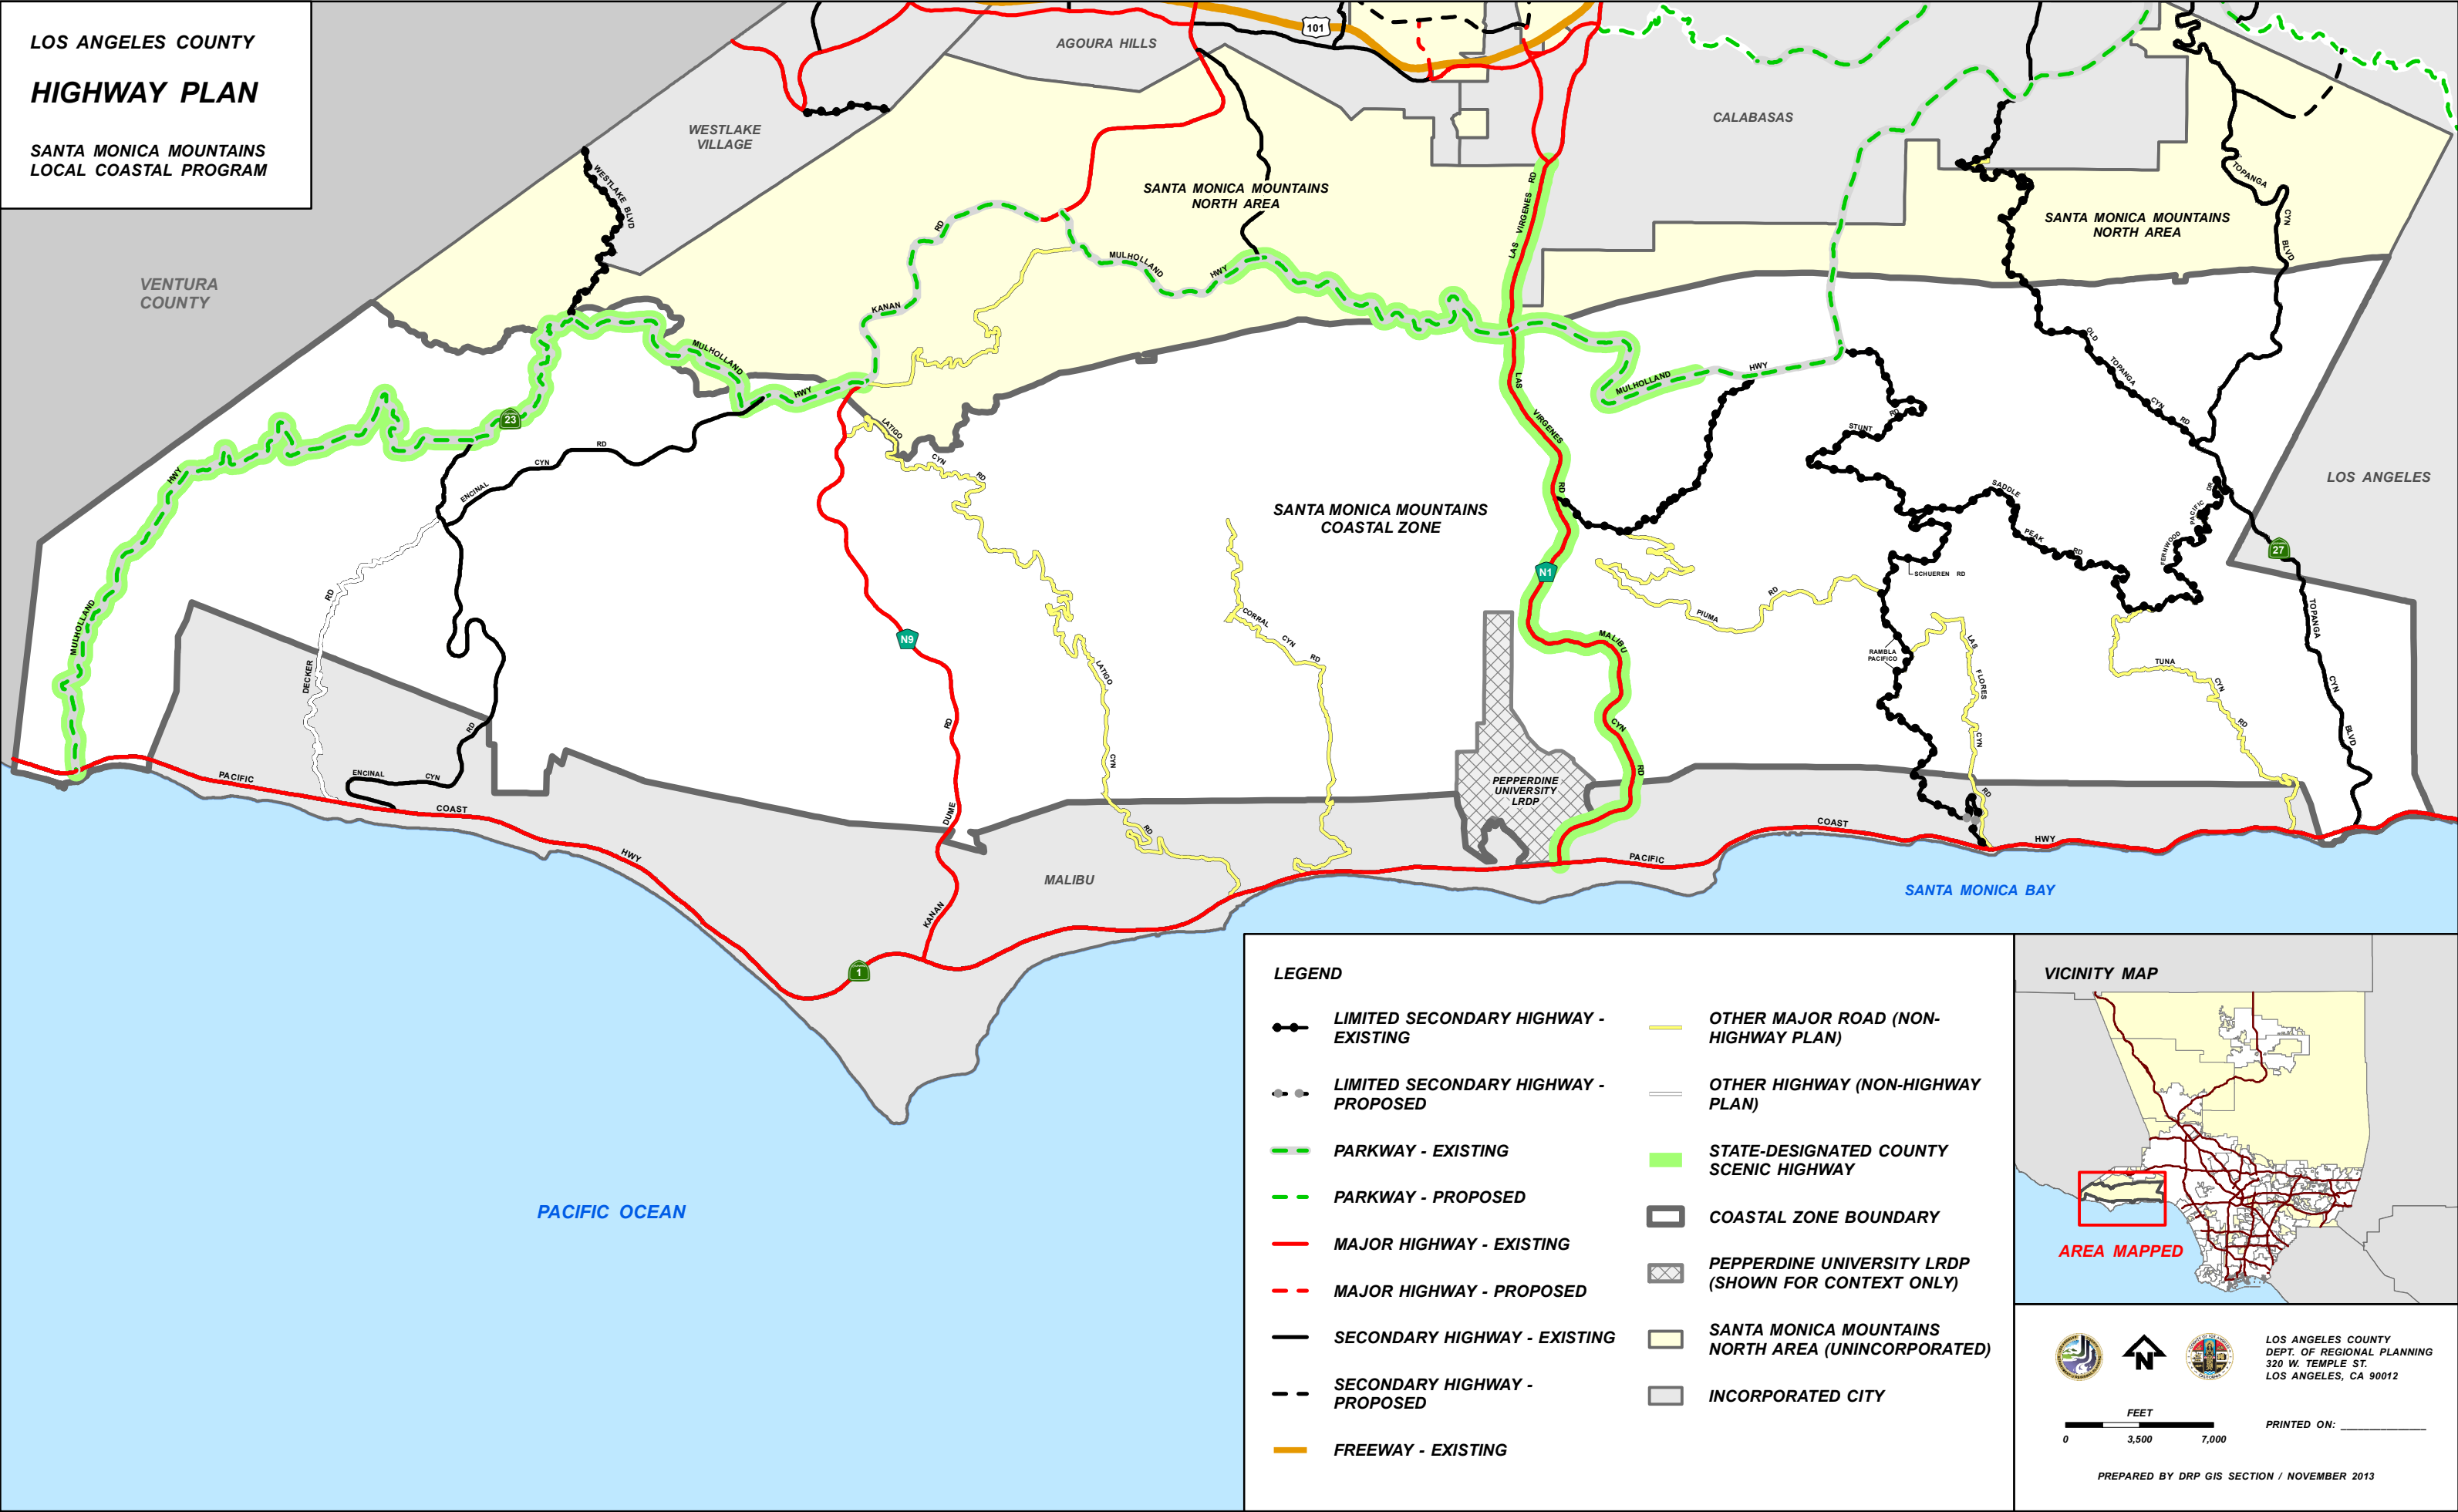 LOS ANGELES COUNTY
HIGHWAY PLAN
SANTA MONICA MOUNTAINS
LOCAL COASTAL PROGRAM
VENTURA
COUNTY
WESTLAKE
VILLAGE
AGOURA HILLS
101
CALABASAS
SANTA MONICA MOUNTAINS
NORTH AREA
SANTA MONICA MOUNTAINS
NORTH AREA
LOS ANGELES
WESTLAKE BLVD
KANAN
RD
MULHOLLAND
HWY
LAS VIRGENES RD
TOPANGA
CYN
BLVD
MULHOLLAND
HWY
23
HWY
MULHOLLAND
MULHOLLAND
HWY
OLD
TOPANGA
CYN
RD
STUNT
RD
SADDLE
PEAK
RD
FERNWOOD
PACIFIC
DR
27
TOPANGA
CYN
BLVD
ENCINAL
CYN
RD
LATIGO
CYN
RD
LAS
VIRGENES
RD
SANTA MONICA MOUNTAINS
COASTAL ZONE
N1
N9
SCHUEREN RD
PIUMA
RD
RAMBLA
PACIFICO
LAS
FLORES
CYN
RD
TUNA
CYN
RD
CORRAL
CYN
RD
MALIBU
CYN
RD
LATIGO
CYN
RD
RD
DECKER
RD
ENCINAL
CYN
RD
DUME
KANAN
PEPPERDINE
UNIVERSITY
LRDP
PACIFIC
COAST
HWY
MALIBU
1
PACIFIC
COAST
HWY
SANTA MONICA BAY
PACIFIC OCEAN
LEGEND
LIMITED SECONDARY HIGHWAY -
EXISTING
LIMITED SECONDARY HIGHWAY -
PROPOSED
PARKWAY - EXISTING
PARKWAY - PROPOSED
MAJOR HIGHWAY - EXISTING
MAJOR HIGHWAY - PROPOSED
SECONDARY HIGHWAY - EXISTING
SECONDARY HIGHWAY -
PROPOSED
FREEWAY - EXISTING
OTHER MAJOR ROAD (NON-
HIGHWAY PLAN)
OTHER HIGHWAY (NON-HIGHWAY
PLAN)
STATE-DESIGNATED COUNTY
SCENIC HIGHWAY
COASTAL ZONE BOUNDARY
PEPPERDINE UNIVERSITY LRDP
(SHOWN FOR CONTEXT ONLY)
SANTA MONICA MOUNTAINS
NORTH AREA (UNINCORPORATED)
INCORPORATED CITY
VICINITY MAP
AREA MAPPED
N
LOS ANGELES COUNTY
DEPT. OF REGIONAL PLANNING
320 W. TEMPLE ST.
LOS ANGELES, CA 90012
FEET
0 3,500 7,000
PRINTED ON: _______________
PREPARED BY DRP GIS SECTION / NOVEMBER 2013